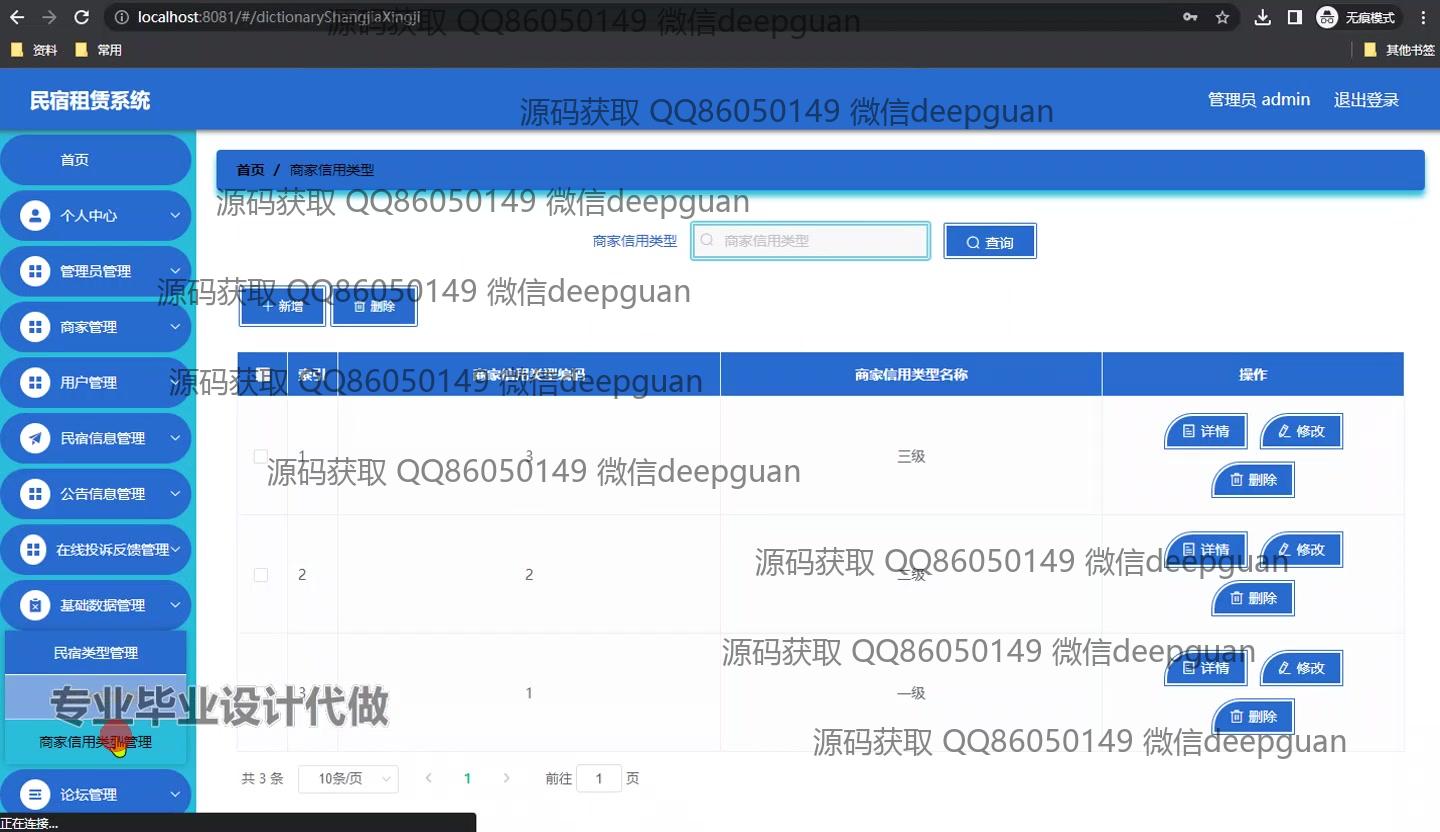 localhost:8081/#/dictionaryShangjiaXingji
无痕模式
资料
常用
其他书签
源码获取 QQ86050149 微信deepguan
民宿租赁系统
管理员 admin
退出登录
源码获取 QQ86050149 微信deepguan
首页
首页 / 商家信用类型
源码获取 QQ86050149 微信deepguan
个人中心
商家信用类型
商家信用类型
查询
管理员管理
源码获取 QQ86050149 微信deepguan
新增
删除
商家管理
用户管理
源码获取 QQ86050149 微信deepguan
索引
商家信用类型编码
商家信用类型名称
操作
民宿信息管理
1
3
三级
详情
修改
删除
源码获取 QQ86050149 微信deepguan
公告信息管理
在线投诉反馈管理
2
2
二级
详情
修改
删除
源码获取 QQ86050149 微信deepguan
基础数据管理
民宿类型管理
源码获取 QQ86050149 微信deepguan
3
1
一级
详情
修改
删除
专业毕业设计代做
商家信用类型管理
源码获取 QQ86050149 微信deepguan
共 3 条
10条/页
1
前往 1 页
论坛管理
正在连接...